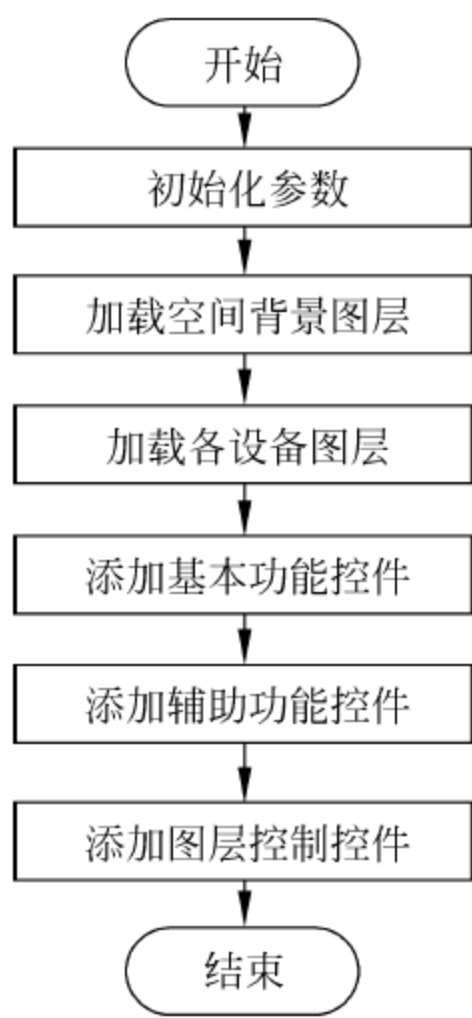 开始
初始化参数
加载空间背景图层
加载各设备图层
添加基本功能控件
添加辅助功能控件
添加图层控制控件
结束